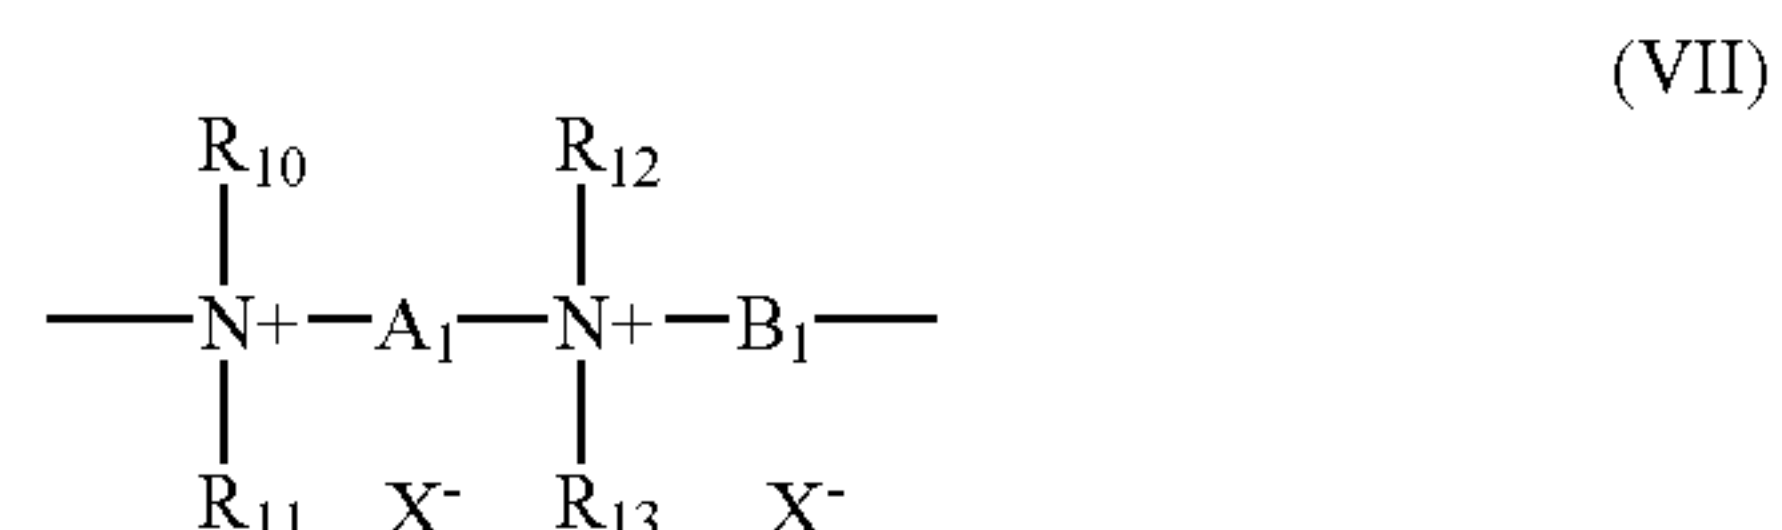 (VII)
R10 R12
N+ A1 N+ B1
R11 X- R13 X-